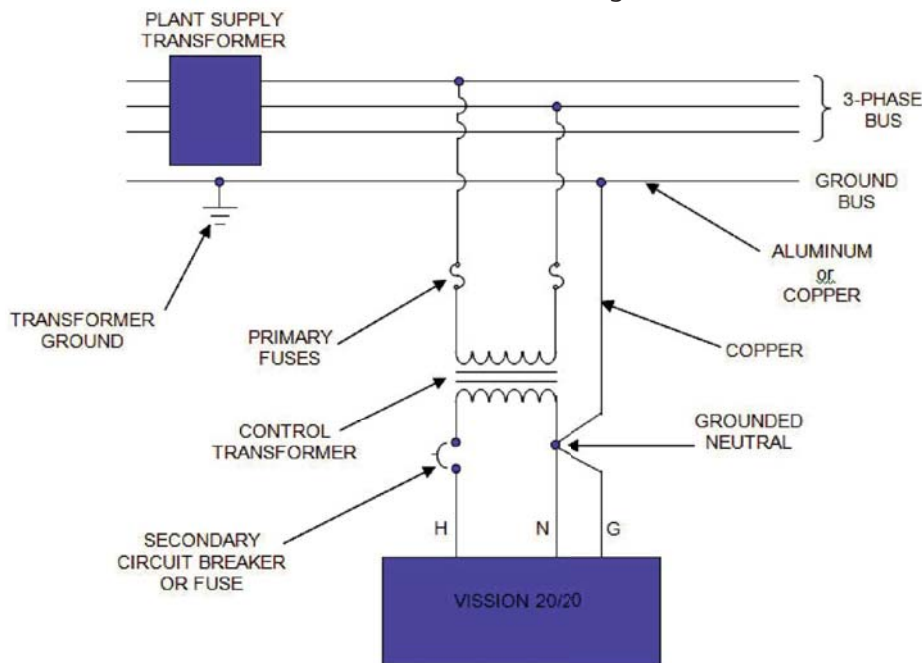 PLANT SUPPLY
TRANSFORMER
3-PHASE
BUS
GROUND
BUS
ALUMINUM
or
COPPER
TRANSFORMER
GROUND
PRIMARY
FUSES
COPPER
CONTROL
TRANSFORMER
GROUNDED
NEUTRAL
SECONDARY
CIRCUIT BREAKER
OR FUSE
H N G
VISSION 20/20